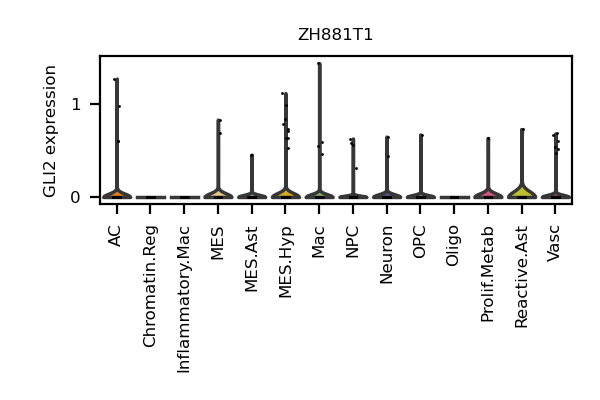 ZH881T1
GLI2 expression
1
0
AC
Chromatin.Reg
Inflammatory.Mac
MES
MES.Ast
MES.Hyp
Mac
NPC
Neuron
OPC
Oligo
Prolif.Metab
Reactive.Ast
Vasc